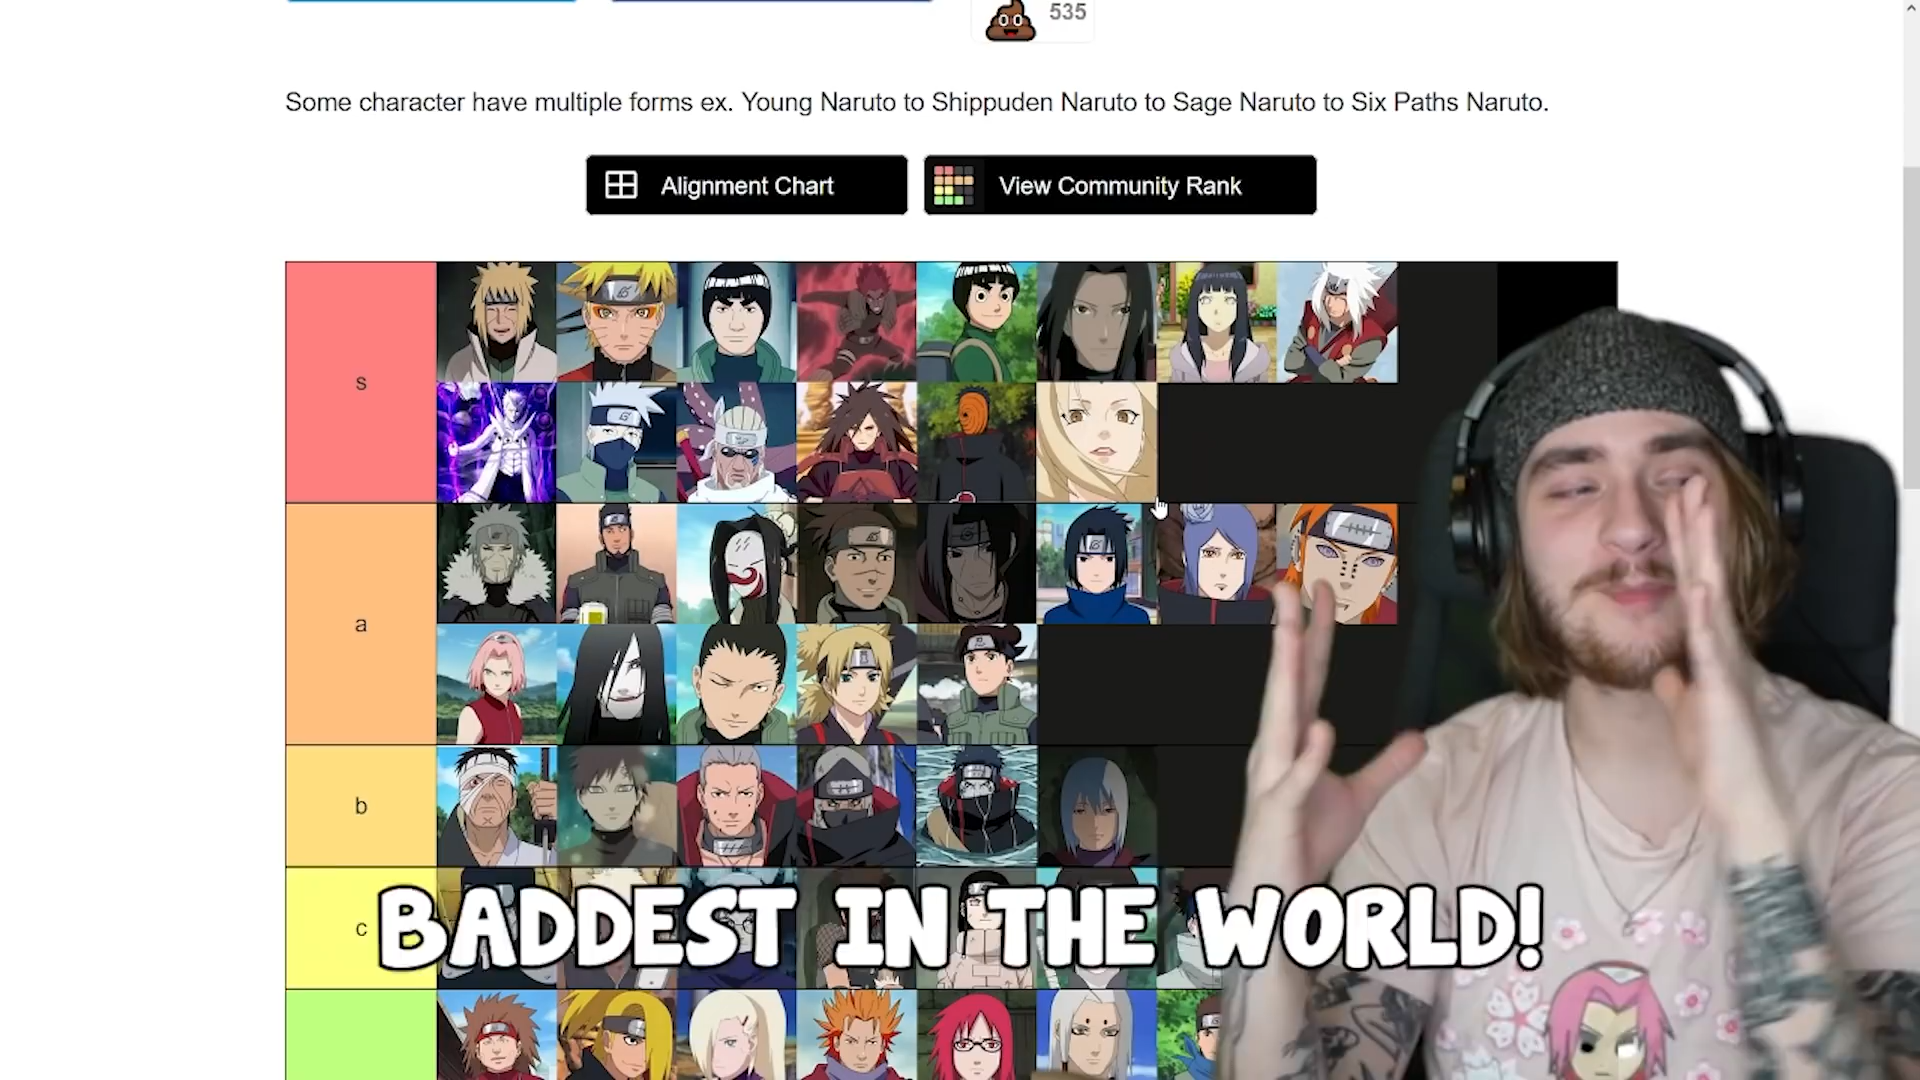 535
Some character have multiple forms ex. Young Naruto to Shippuden Naruto to Sage Naruto to Six Paths Naruto.
Alignment Chart
View Community Rank
s
a
b
c
BADDEST IN THE WORLD!